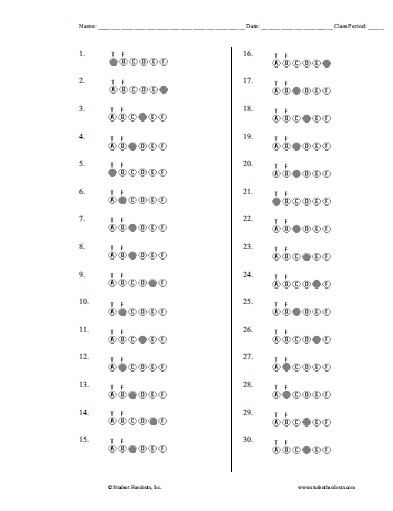 Name: ____________________ Date: ____________ Class Period: _____
1. T F
B C D E F
2. T F
A B C D E
3. T F
A B C E F
4. T F
A B D E F
5. T F
B C D E F
6. T F
A C D E F
7. T F
A B D E F
8. T F
A B D E F
9. T F
A B C D F
10. T F
A C D E F
11. T F
A B C E F
12. T F
A C D E F
13. T F
A B D E F
14. T F
A B C D F
15. T F
A B D E F
16. T F
A B C D E
17. T F
A B D E F
18. T F
A B C E F
19. T F
A B D E F
20. T F
A B D E F
21. T F
B C D E F
22. T F
A B D E F
23. T F
A B C E F
24. T F
A B C D F
25. T F
A B D E F
26. T F
A B C D F
27. T F
A C D E F
28. T F
A C D E F
29. T F
A B C E F
30. T F
A B C E F
© Student Handouts, Inc. www.studenthandouts.com